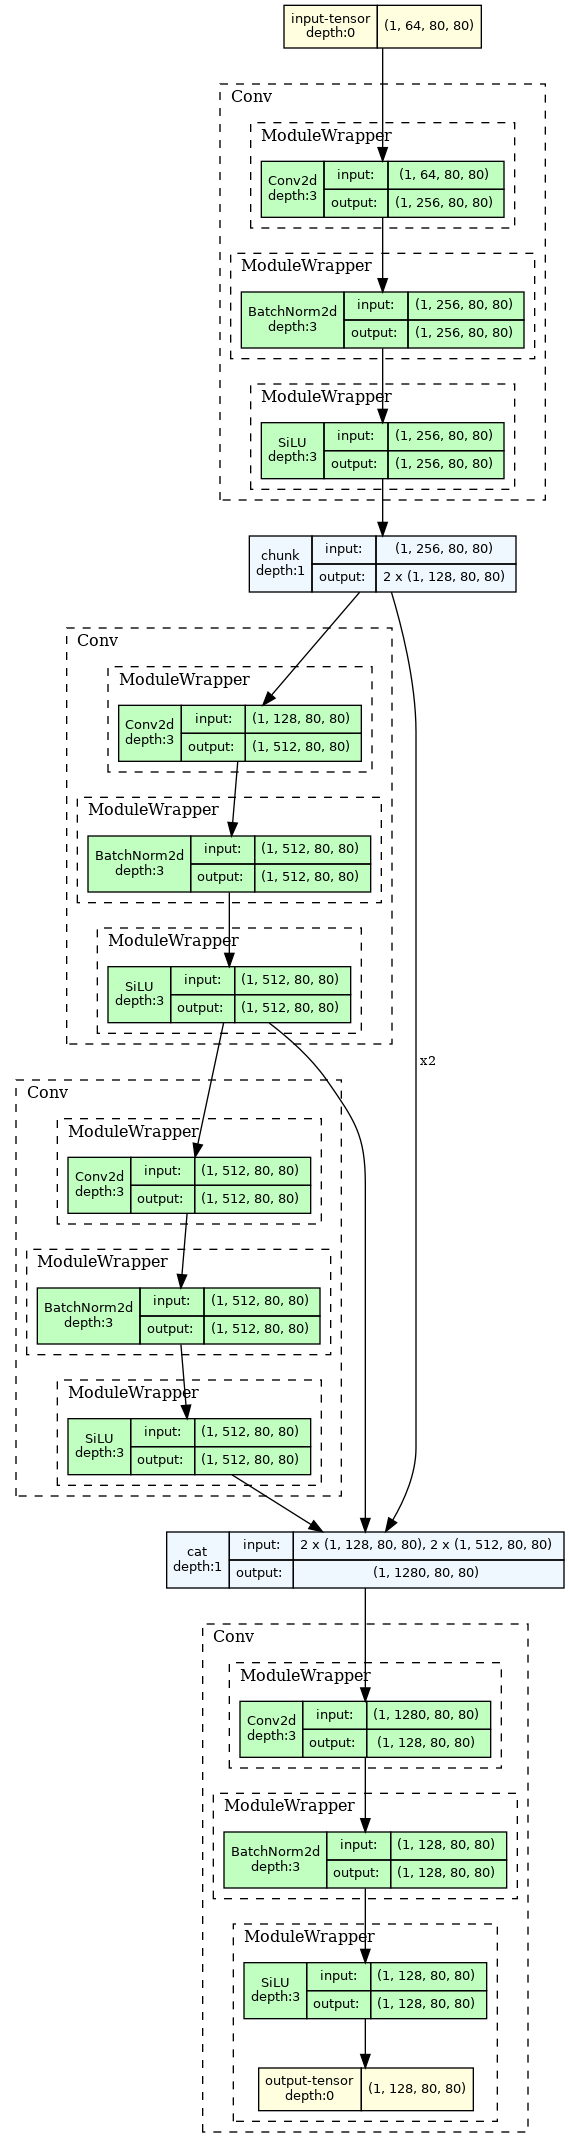 input-tensor
depth:0
(1, 64, 80, 80)
Conv
ModuleWrapper
Conv2d
depth:3
input:
(1, 64, 80, 80)
output:
(1, 256, 80, 80)
ModuleWrapper
BatchNorm2d
depth:3
input:
(1, 256, 80, 80)
output:
(1, 256, 80, 80)
ModuleWrapper
SiLU
depth:3
input:
(1, 256, 80, 80)
output:
(1, 256, 80, 80)
chunk
depth:1
input:
(1, 256, 80, 80)
output:
2 x (1, 128, 80, 80)
Conv
ModuleWrapper
Conv2d
depth:3
input:
(1, 128, 80, 80)
output:
(1, 512, 80, 80)
ModuleWrapper
BatchNorm2d
depth:3
input:
(1, 512, 80, 80)
output:
(1, 512, 80, 80)
ModuleWrapper
SiLU
depth:3
input:
(1, 512, 80, 80)
output:
(1, 512, 80, 80)
x2
Conv
ModuleWrapper
Conv2d
depth:3
input:
(1, 512, 80, 80)
output:
(1, 512, 80, 80)
ModuleWrapper
BatchNorm2d
depth:3
input:
(1, 512, 80, 80)
output:
(1, 512, 80, 80)
ModuleWrapper
SiLU
depth:3
input:
(1, 512, 80, 80)
output:
(1, 512, 80, 80)
cat
depth:1
input:
2 x (1, 128, 80, 80), 2 x (1, 512, 80, 80)
output:
(1, 1280, 80, 80)
Conv
ModuleWrapper
Conv2d
depth:3
input:
(1, 1280, 80, 80)
output:
(1, 128, 80, 80)
ModuleWrapper
BatchNorm2d
depth:3
input:
(1, 128, 80, 80)
output:
(1, 128, 80, 80)
ModuleWrapper
SiLU
depth:3
input:
(1, 128, 80, 80)
output:
(1, 128, 80, 80)
output-tensor
depth:0
(1, 128, 80, 80)